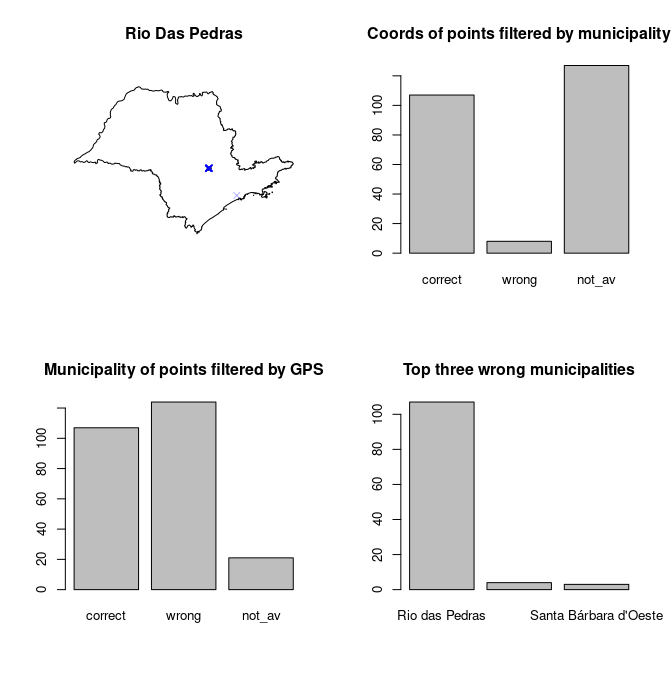 Rio Das Pedras
Coords of points filtered by municipality
0 20 40 60 80 100
correct wrong not_av
Municipality of points filtered by GPS
0 20 40 60 80 100
correct wrong not_av
Top three wrong municipalities
0 20 40 60 80 100
Rio das Pedras Santa Bárbara d'Oeste